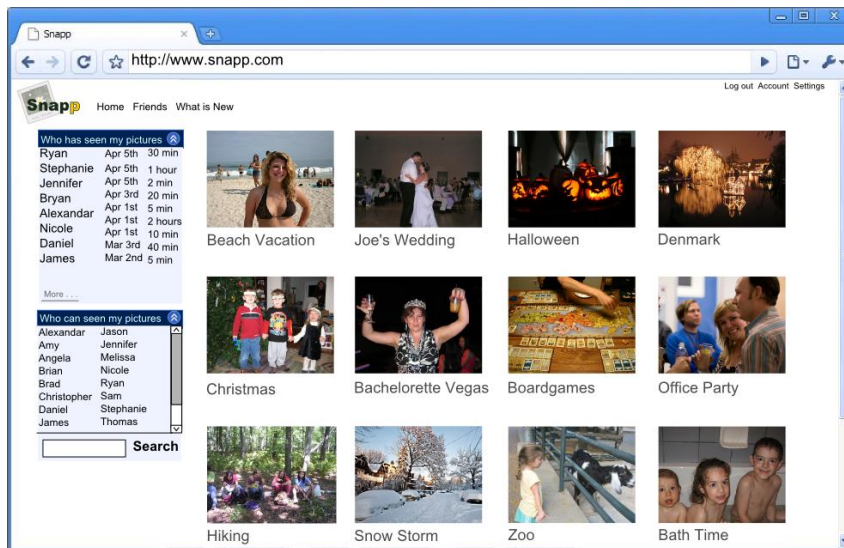 Snapp
http://www.snapp.com
Log out Account Settings
Snapp
Home Friends What is New
Who has seen my pictures
Ryan Apr 5th 30 min
Stephanie Apr 5th 1 hour
Jennifer Apr 5th 2 min
Bryan Apr 3rd 20 min
Alexandar Apr 1st 5 min
Nicole Apr 1st 2 hours
Daniel Apr 1st 10 min
James Mar 3rd 40 min
Mar 2nd 5 min
More . . .
Who can seen my pictures
Alexandar Jason
Amy Jennifer
Angela Melissa
Brian Nicole
Brad Ryan
Christopher Sam
Daniel Stephanie
James Thomas
Search
Beach Vacation
Joe's Wedding
Halloween
Denmark
Christmas
Bachelorette Vegas
Boardgames
Office Party
Hiking
Snow Storm
Zoo
Bath Time